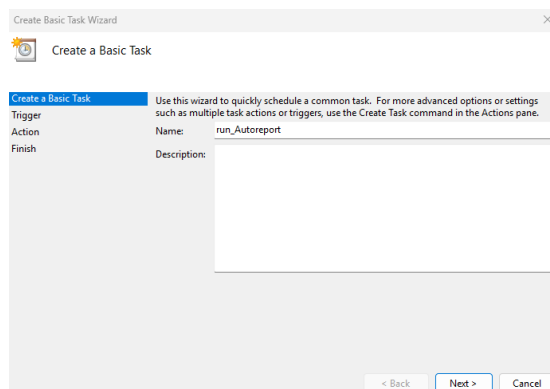 Create Basic Task Wizard
Create a Basic Task
Create a Basic Task
Trigger
Action
Finish
Use this wizard to quickly schedule a common task. For more advanced options or settings
such as multiple task actions or triggers, use the Create Task command in the Actions pane.
Name: run_Autoreport
Description:
< Back Next > Cancel